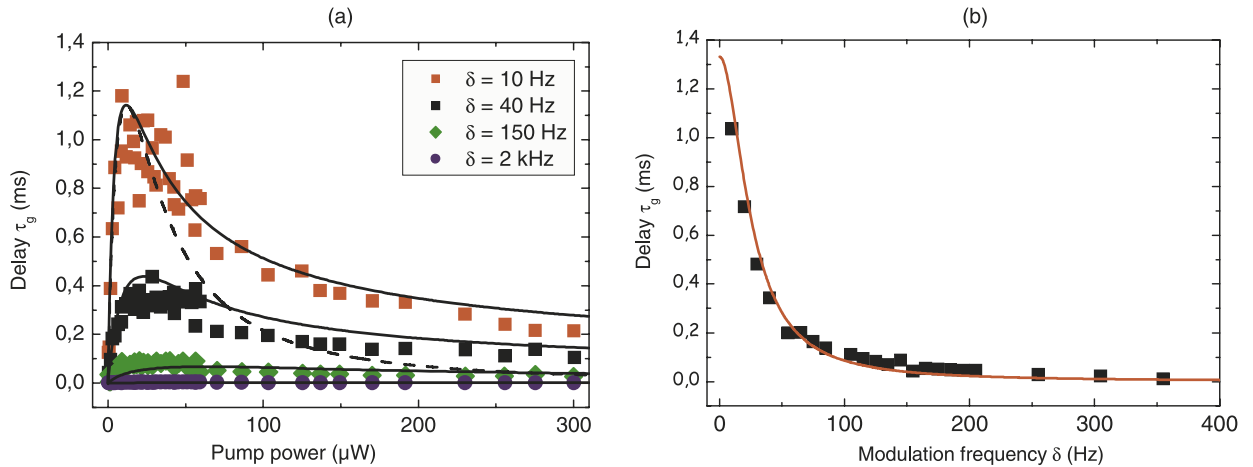 (a)
1,4
1,2
1,0
0,8
0,6
0,4
0,2
0,0
Delay τg (ms)
0
100
200
300
Pump power (µW)
δ = 10 Hz
δ = 40 Hz
δ = 150 Hz
δ = 2 kHz
(b)
1,4
1,2
1,0
0,8
0,6
0,4
0,2
0,0
Delay τg (ms)
0
100
200
300
400
Modulation frequency δ (Hz)